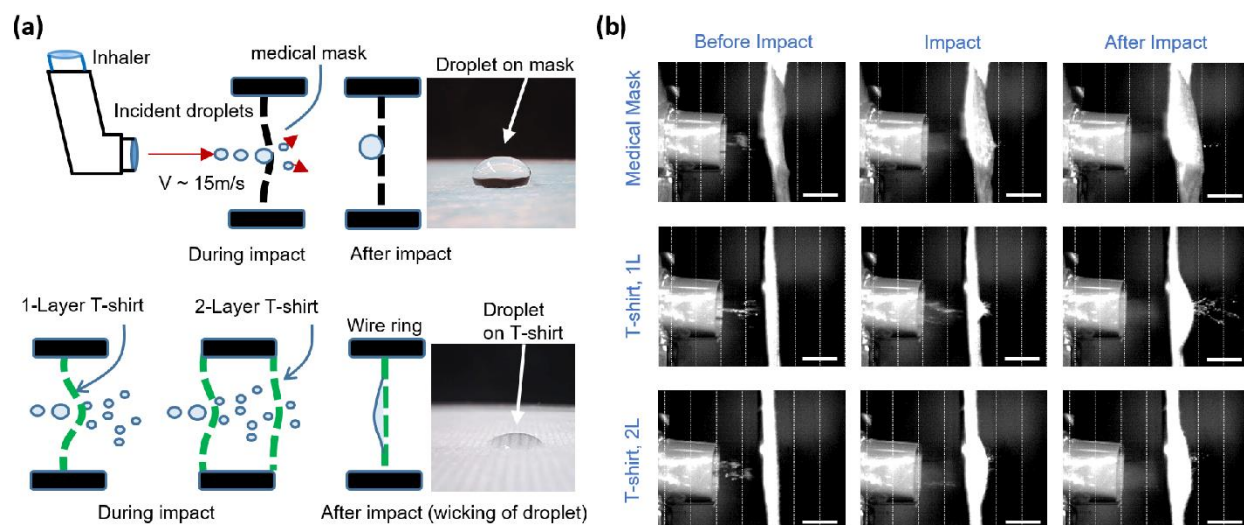 (a)
Inhaler
medical mask
Droplet on mask
Incident droplets
V ~ 15m/s
During impact
After impact
1-Layer T-shirt
2-Layer T-shirt
Wire ring
Droplet
on T-shirt
During impact
After impact (wicking of droplet)
(b)
Before Impact
Impact
After Impact
Medical Mask
T-shirt, 1L
T-shirt, 2L